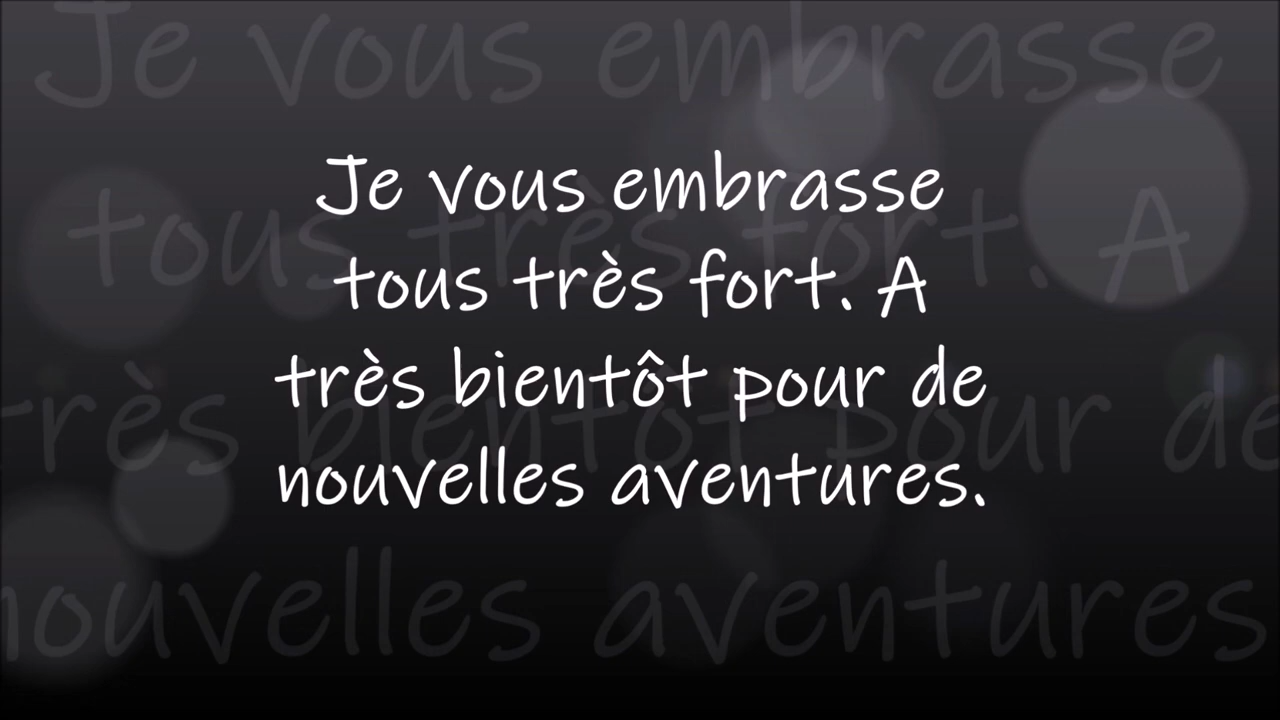 Je vous embrasse
tous très fort. A
très bientôt pour de
nouvelles aventures.